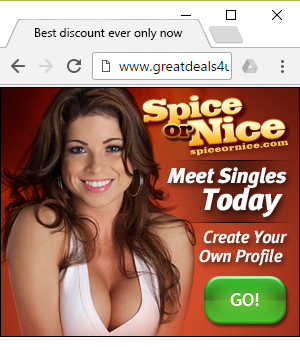 Best discount ever only now
www.greatdeals4u
Spice
or Nice
spiceornice.com
Meet Singles
Today
Create Your
Own Profile
GO!